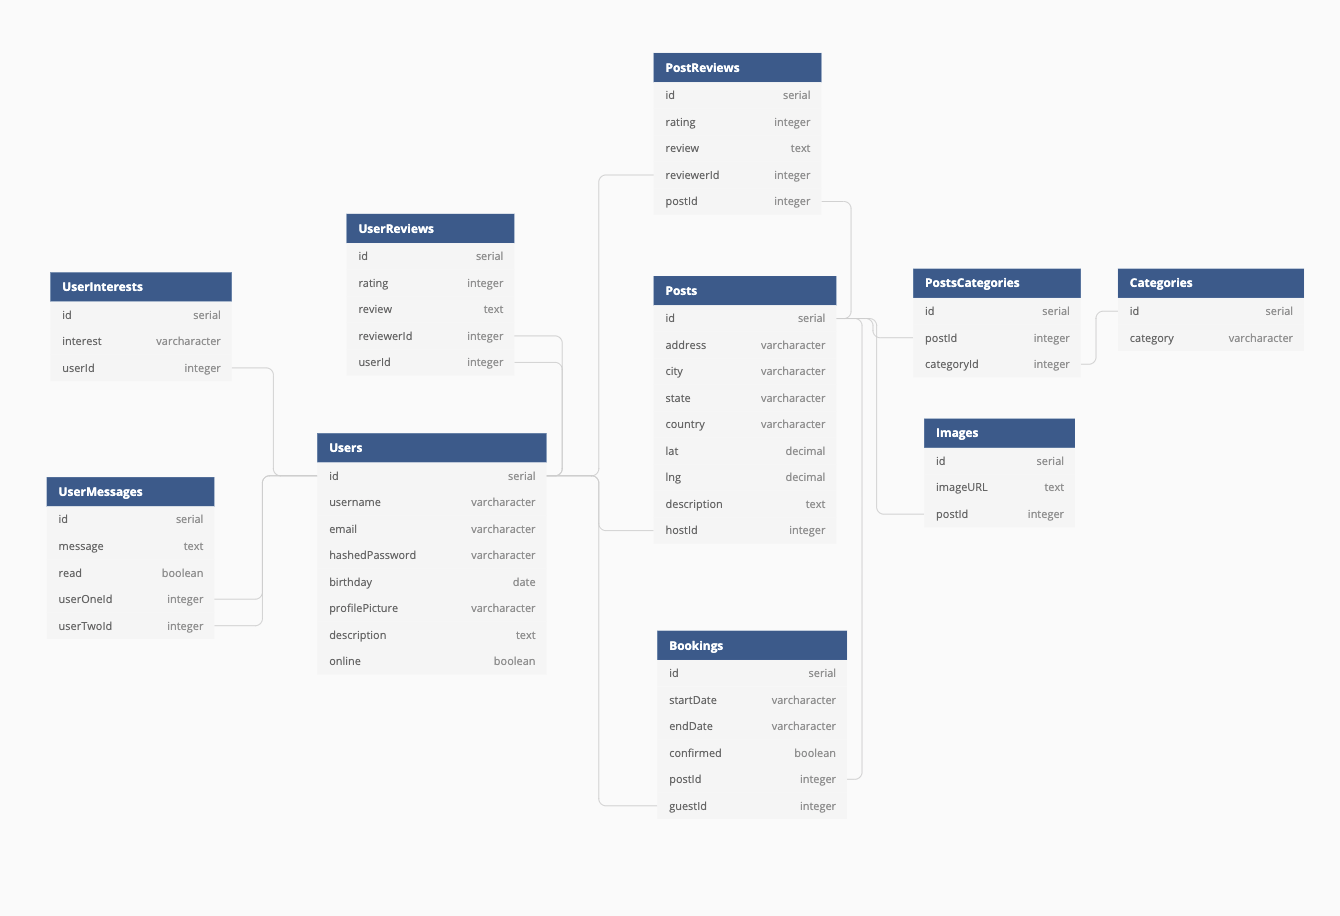 PostReviews
id serial
rating integer
review text
reviewerId integer
postId integer
UserReviews
id serial
rating integer
review text
reviewerId integer
userId integer
UserInterests
id serial
interest varcharacter
userId integer
Posts
id serial
address varcharacter
city varcharacter
state varcharacter
country varcharacter
lat decimal
lng decimal
description text
hostId integer
PostsCategories
id serial
postId integer
categoryId integer
Categories
id serial
category varcharacter
Images
id serial
imageURL text
postId integer
Users
id serial
username varcharacter
email varcharacter
hashedPassword varcharacter
birthday date
profilePicture varcharacter
description text
online boolean
UserMessages
id serial
message text
read boolean
userOneId integer
userTwoId integer
Bookings
id serial
startDate varcharacter
endDate varcharacter
confirmed boolean
postId integer
guestId integer